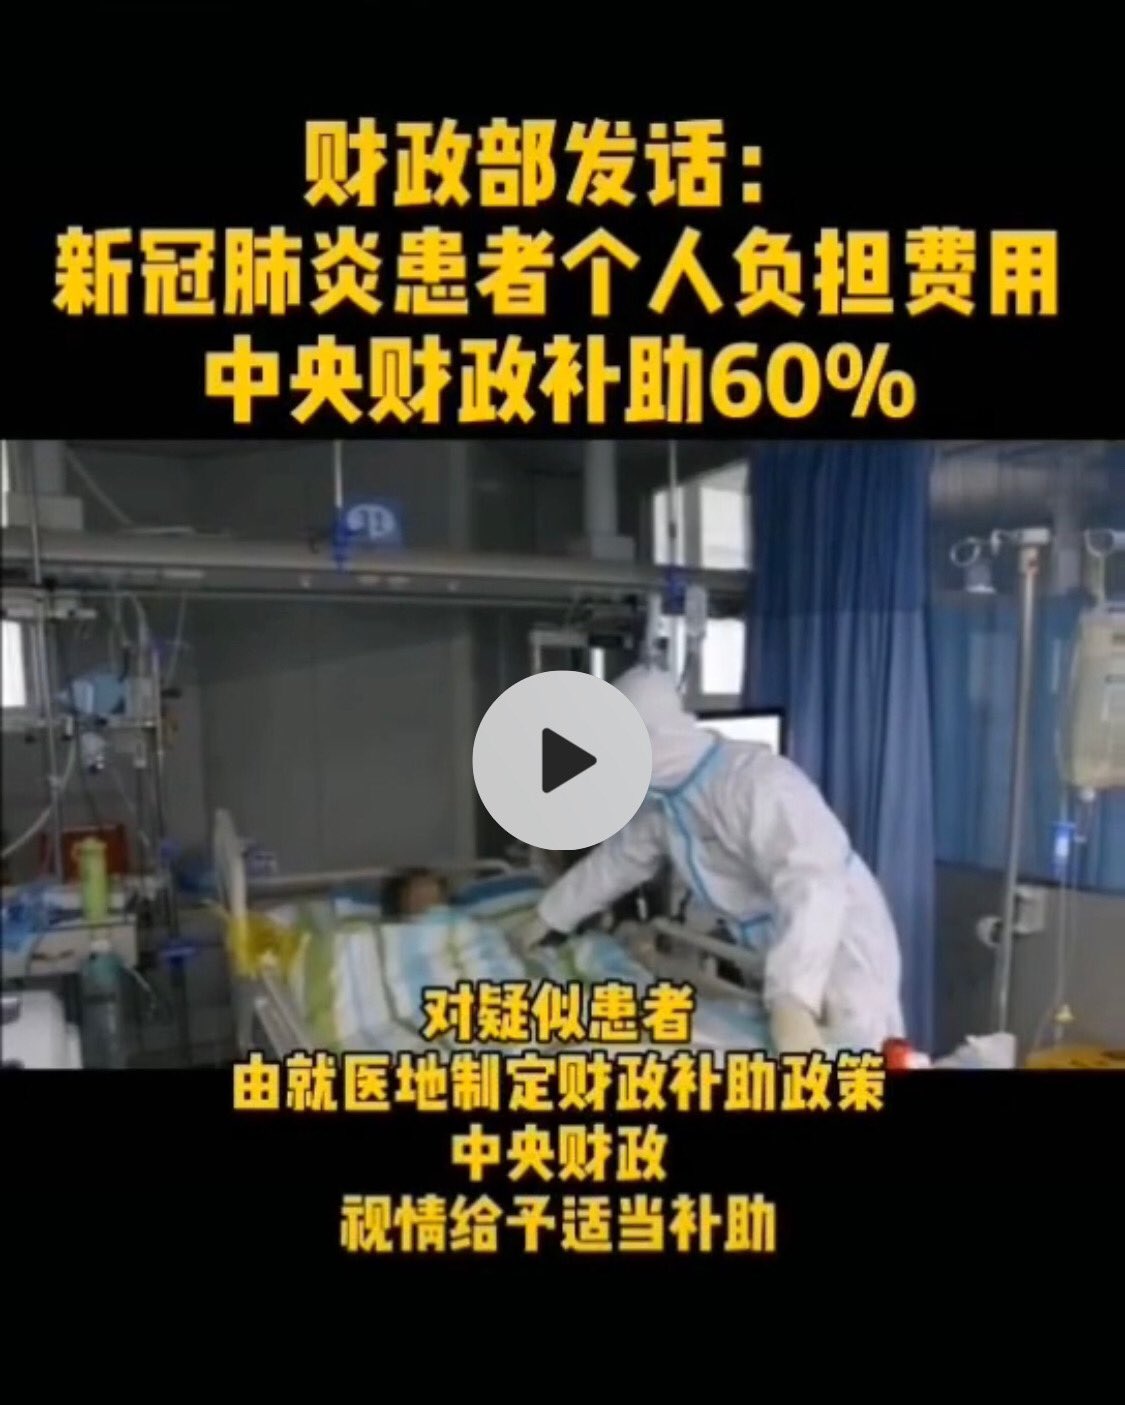 财政部发话：
新冠肺炎患者个人负担费用
中央财政补助60%
对疑似患者
由就医地制定财政补助政策
中央财政
视情给予适当补助